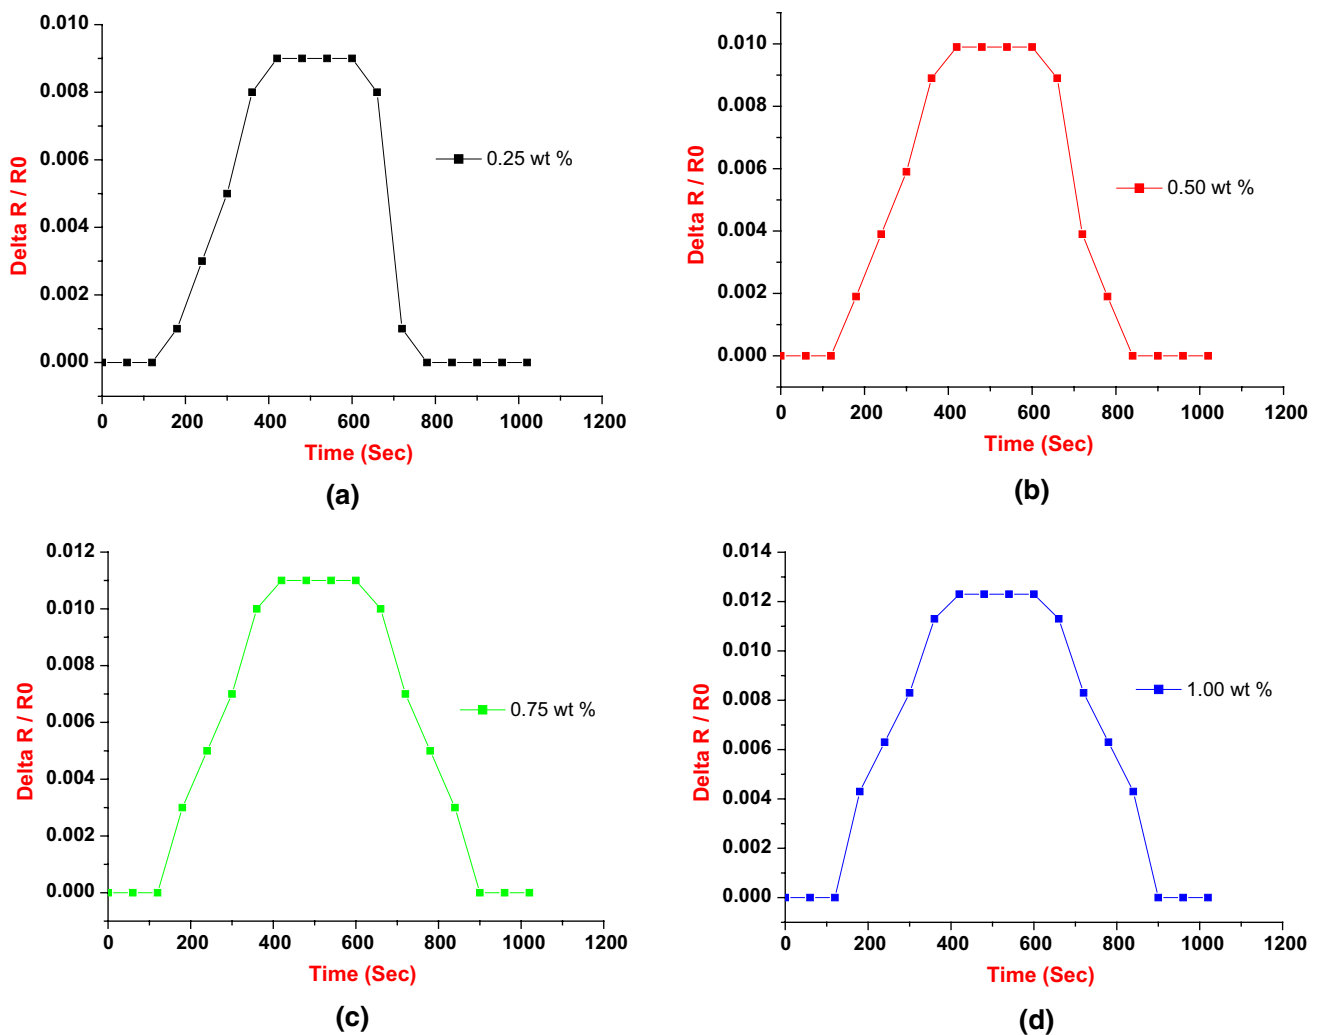 0.010
0.008
0.006
0.004
0.002
0.000
Delta R / R0
0.25 wt %
0 200 400 600 800 1000 1200
Time (Sec)
(a)
0.010
0.008
0.006
0.004
0.002
0.000
Delta R / R0
0.50 wt %
0 200 400 600 800 1000 1200
Time (Sec)
(b)
0.012
0.010
0.008
0.006
0.004
0.002
0.000
Delta R / R0
0.75 wt %
0 200 400 600 800 1000 1200
Time (Sec)
(c)
0.014
0.012
0.010
0.008
0.006
0.004
0.002
0.000
Delta R / R0
1.00 wt %
0 200 400 600 800 1000 1200
Time (Sec)
(d)